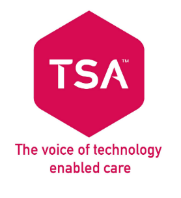 TSA™
The voice of technology
enabled care